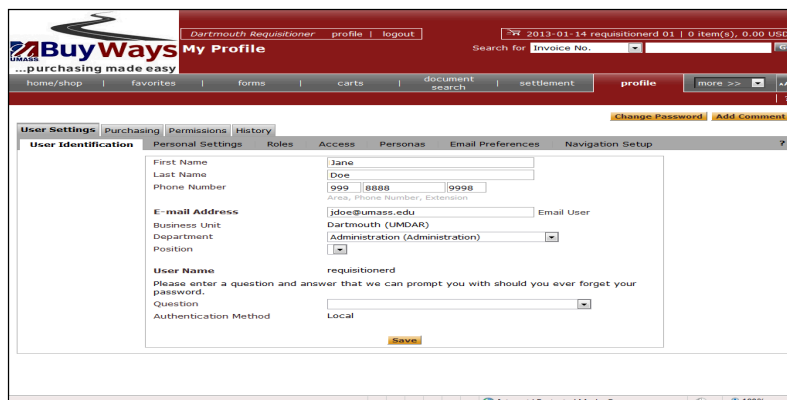 Dartmouth Requisitioner profile | logout 2013-01-14 requisitionerd 01 | 0 item(s), 0.00 USD
UMASS BuyWays My Profile Search for Invoice No.
...purchasing made easy
home/shop | favorites | forms | carts | document search | settlement profile more >>
Change Password Add Comment
User Settings Purchasing Permissions History
User Identification Personal Settings Roles Access Personas Email Preferences Navigation Setup ?
First Name Jane
Last Name Doe
Phone Number 999 8888 9998
Area, Phone Number, Extension
E-mail Address jdoe@umass.edu Email User
Business Unit Dartmouth (UMDAR)
Department Administration (Administration)
Position
User Name requisitionerd
Please enter a question and answer that we can prompt you with should you ever forget your
password.
Question
Authentication Method Local
Save